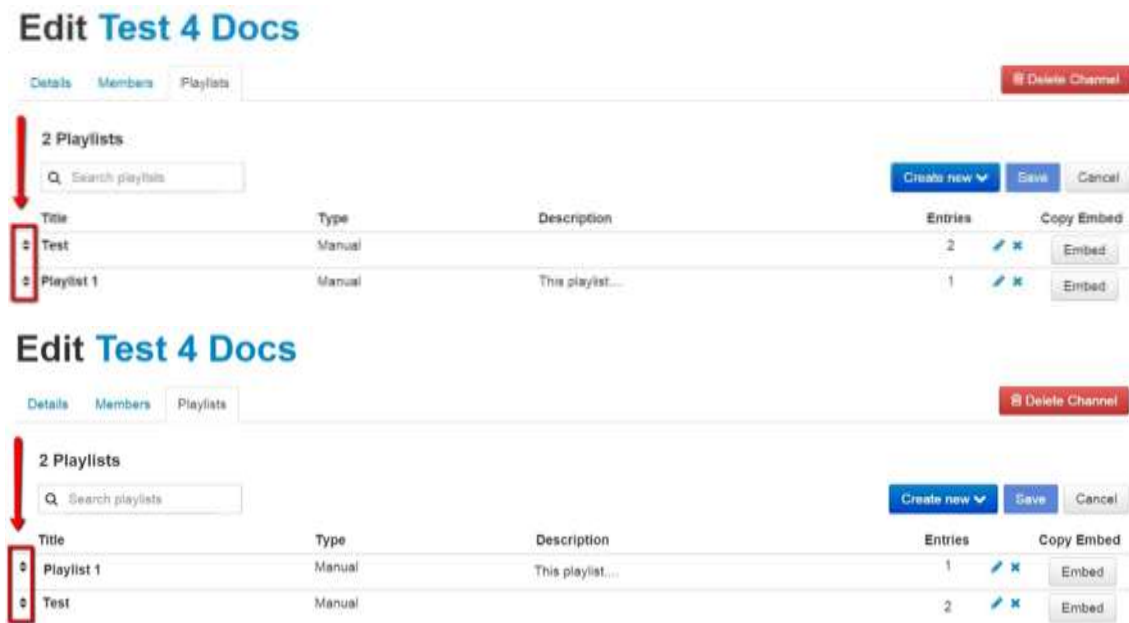 Edit Test 4 Docs
Details Members Playlists Delete Channel
2 Playlists
Search playlists Create new Save Cancel
Title Type Description Entries Copy Embed
Test Manual 2 Embed
Playlist 1 Manual This playlist.... 1 Embed
Edit Test 4 Docs
Details Members Playlists Delete Channel
2 Playlists
Search playlists Create new Save Cancel
Title Type Description Entries Copy Embed
Playlist 1 Manual This playlist.... 1 Embed
Test Manual 2 Embed